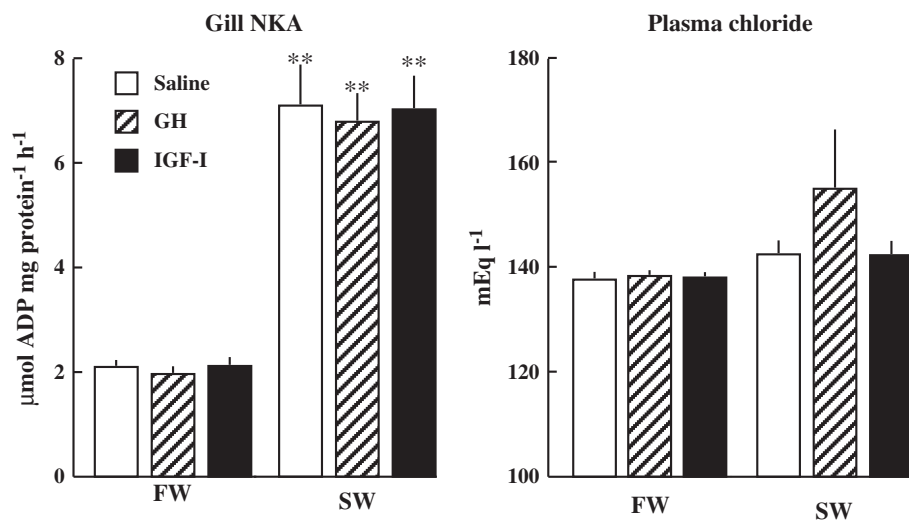 Gill NKA
8
6
4
2
0
µmol ADP mg protein⁻¹ h⁻¹
Saline
GH
IGF-I
**
**
**
FW
SW
Plasma chloride
180
160
140
120
100
mEq l⁻¹
FW
SW